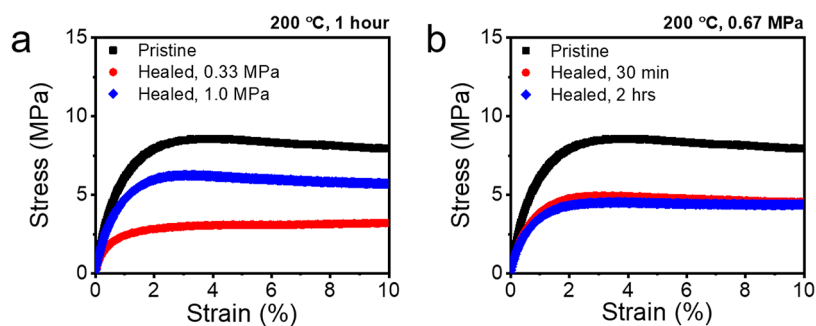 a
200 °C, 1 hour
Pristine
Healed, 0.33 MPa
Healed, 1.0 MPa
Stress (MPa)
15
10
5
0
0 2 4 6 8 10
Strain (%)
b
200 °C, 0.67 MPa
Pristine
Healed, 30 min
Healed, 2 hrs
Stress (MPa)
15
10
5
0
0 2 4 6 8 10
Strain (%)